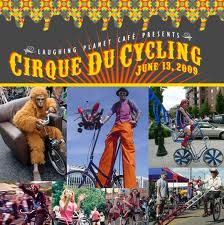 LAUGHING PLANET CAFÉ PRESENTS
CIRQUE DU CYCLING
JUNE 13, 2009